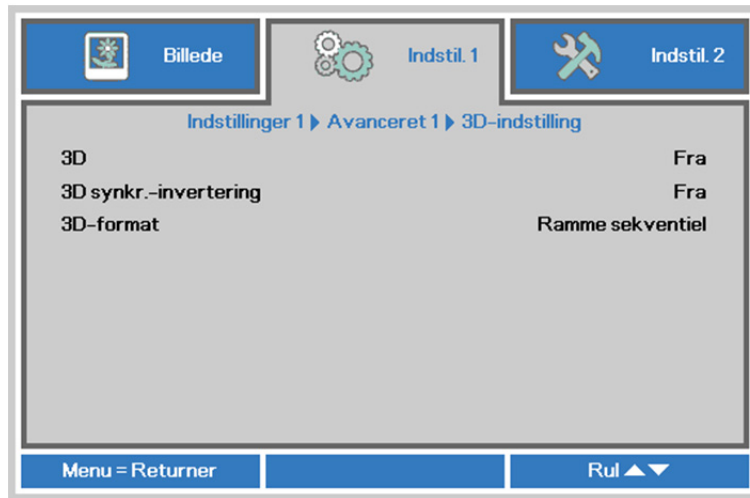 Billede Indstil. 1 Indstil. 2
Indstillinger 1 ▶ Avanceret 1 ▶ 3D-indstilling
3D Fra
3D synkr.-invertering Fra
3D-format Ramme sekventiel
Menu = Returner Rul ▲▼